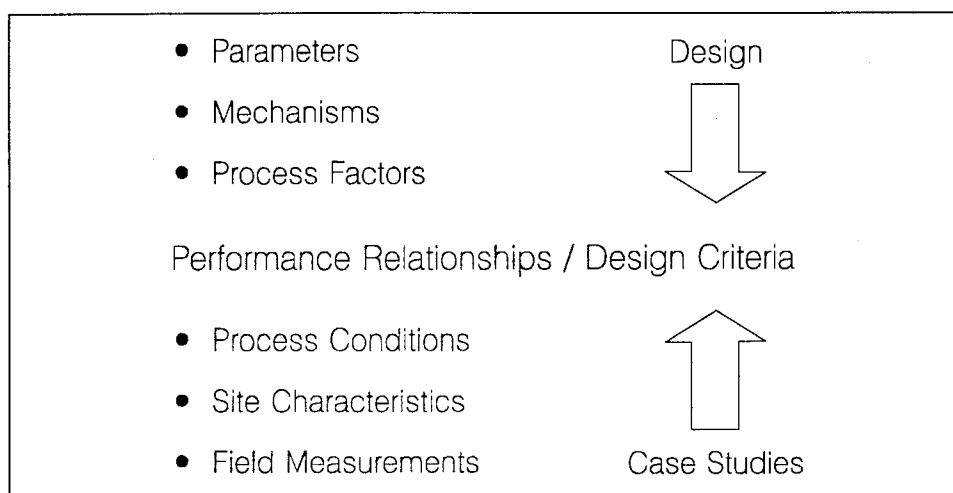 • Parameters
Design
• Mechanisms
• Process Factors
Performance Relationships / Design Criteria
• Process Conditions
• Site Characteristics
• Field Measurements
Case Studies